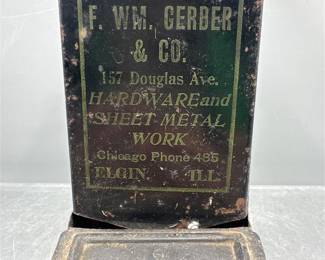 F. WM. GERBER
& CO.
157 Douglas Ave.
HARDWARE and
SHEET METAL
WORK
Chicago Phone 485
ELGIN ILL.